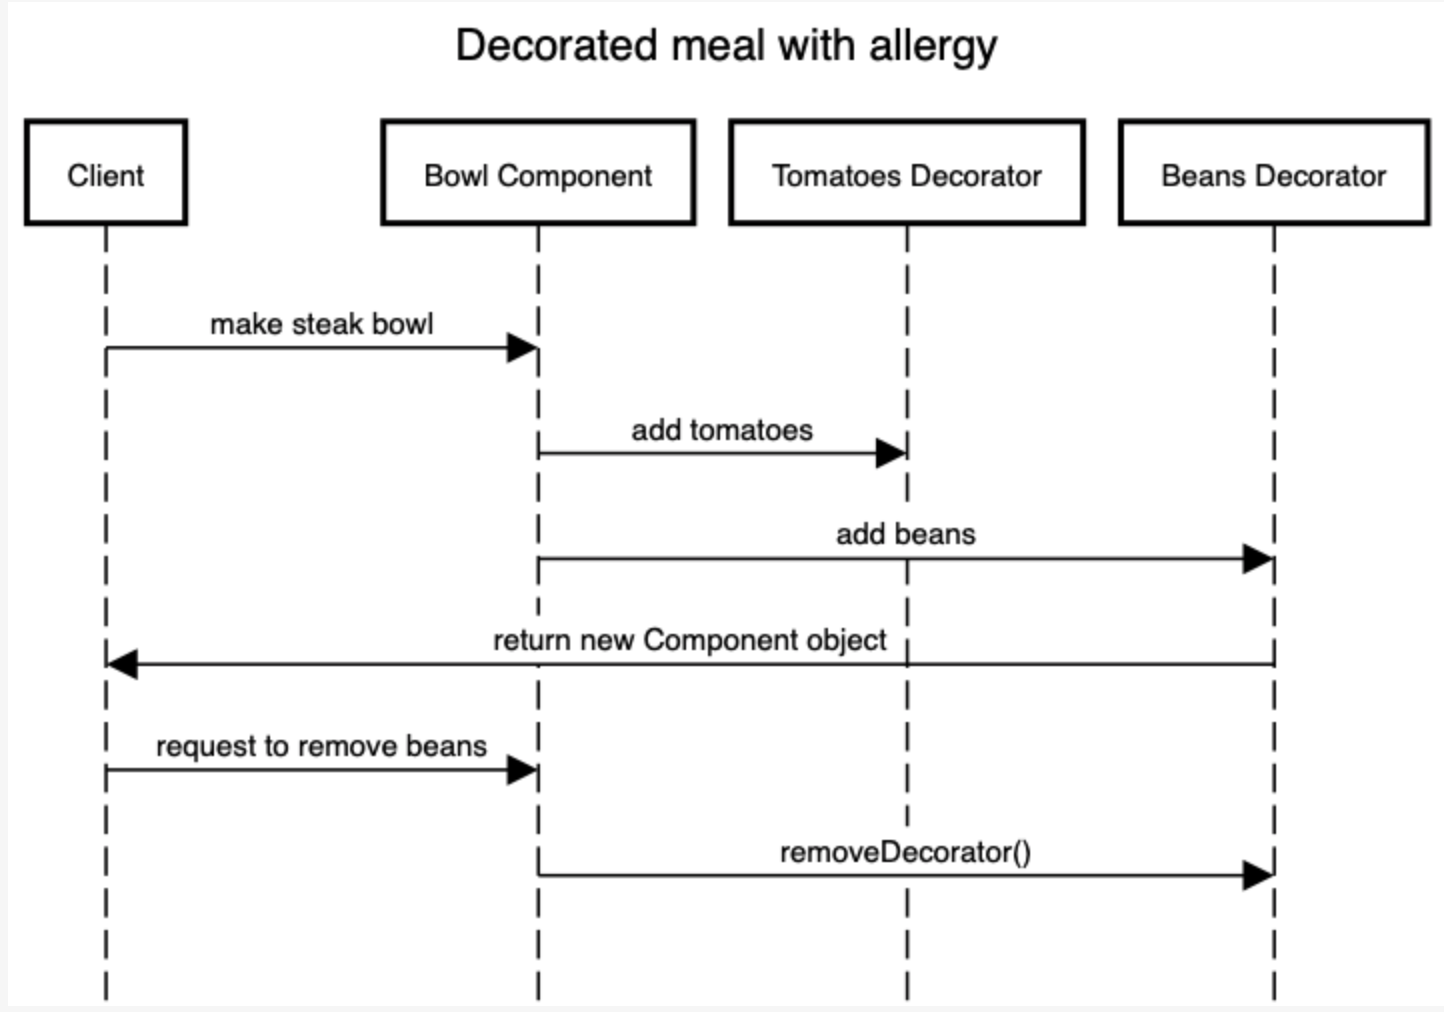 Decorated meal with allergy
Client
Bowl Component
Tomatoes Decorator
Beans Decorator
make steak bowl
add tomatoes
add beans
return new Component object
request to remove beans
removeDecorator()